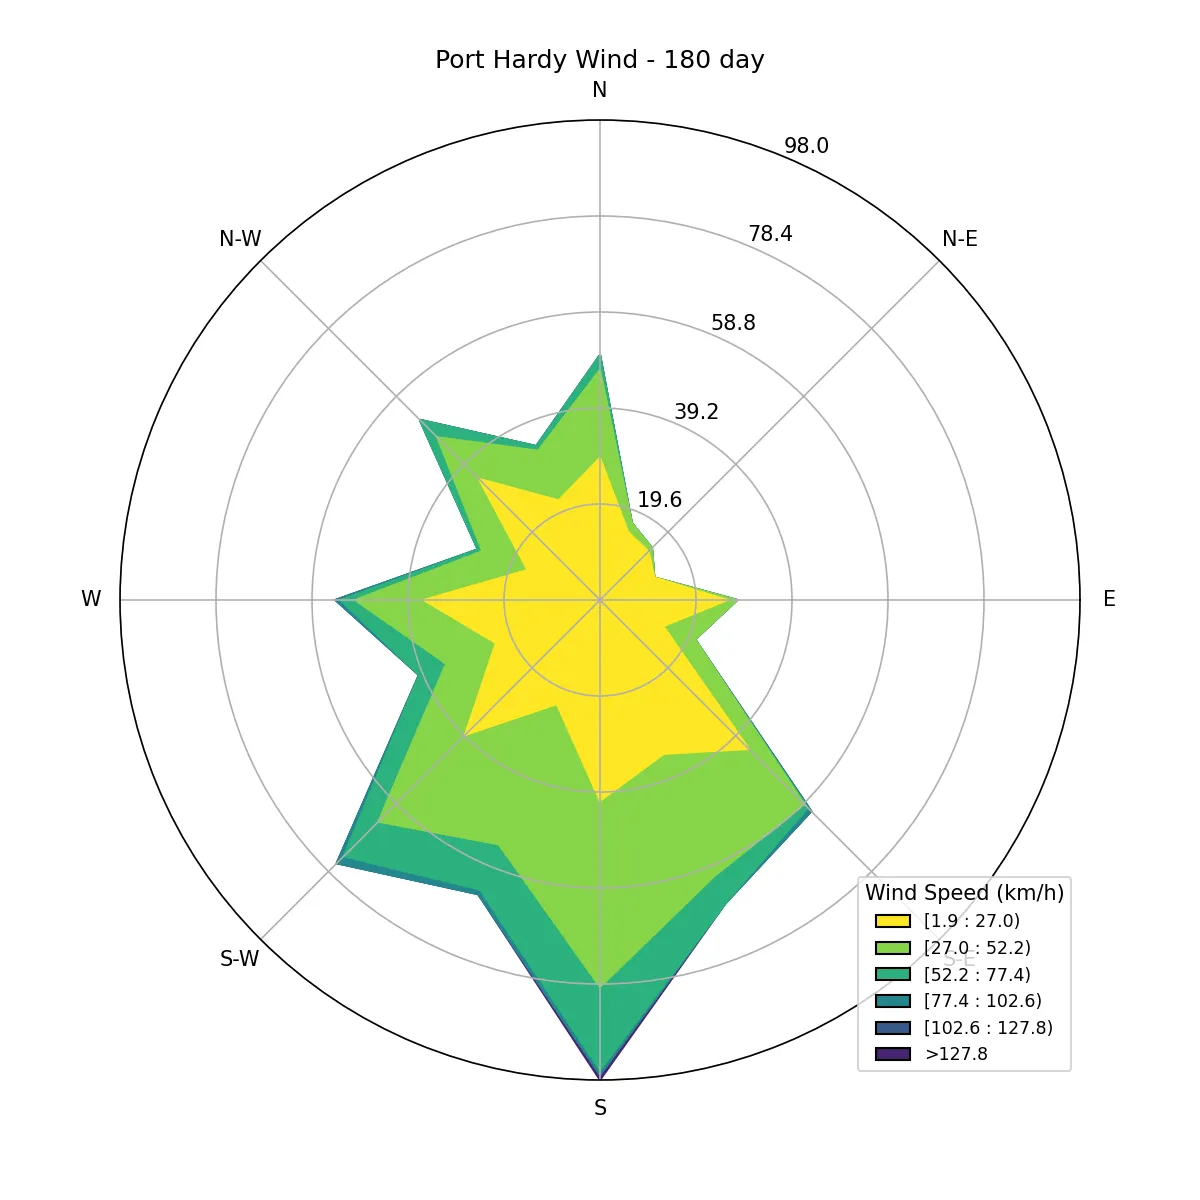 Port Hardy Wind - 180 day
N
98.0
N-W
78.4
N-E
58.8
39.2
19.6
W
E
Wind Speed (km/h)
[1.9 : 27.0)
[27.0 : 52.2)
S-W
S-E
[52.2 : 77.4)
[77.4 : 102.6)
[102.6 : 127.8)
>127.8
S